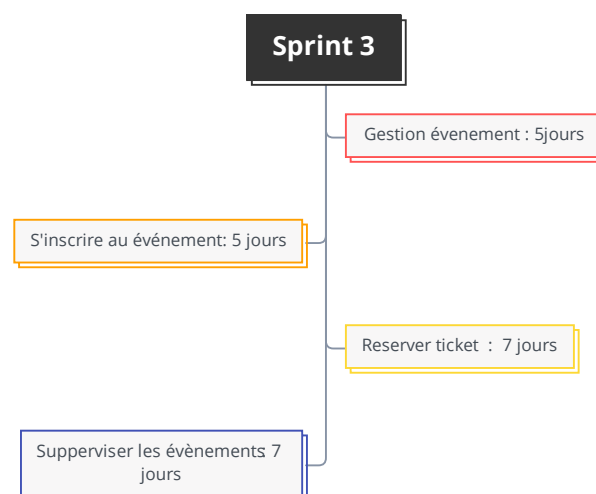 Sprint 3
Gestion évenement : 5jours
S'inscrire au événement: 5 jours
Reserver ticket : 7 jours
Supperviser les évènements: 7
jours